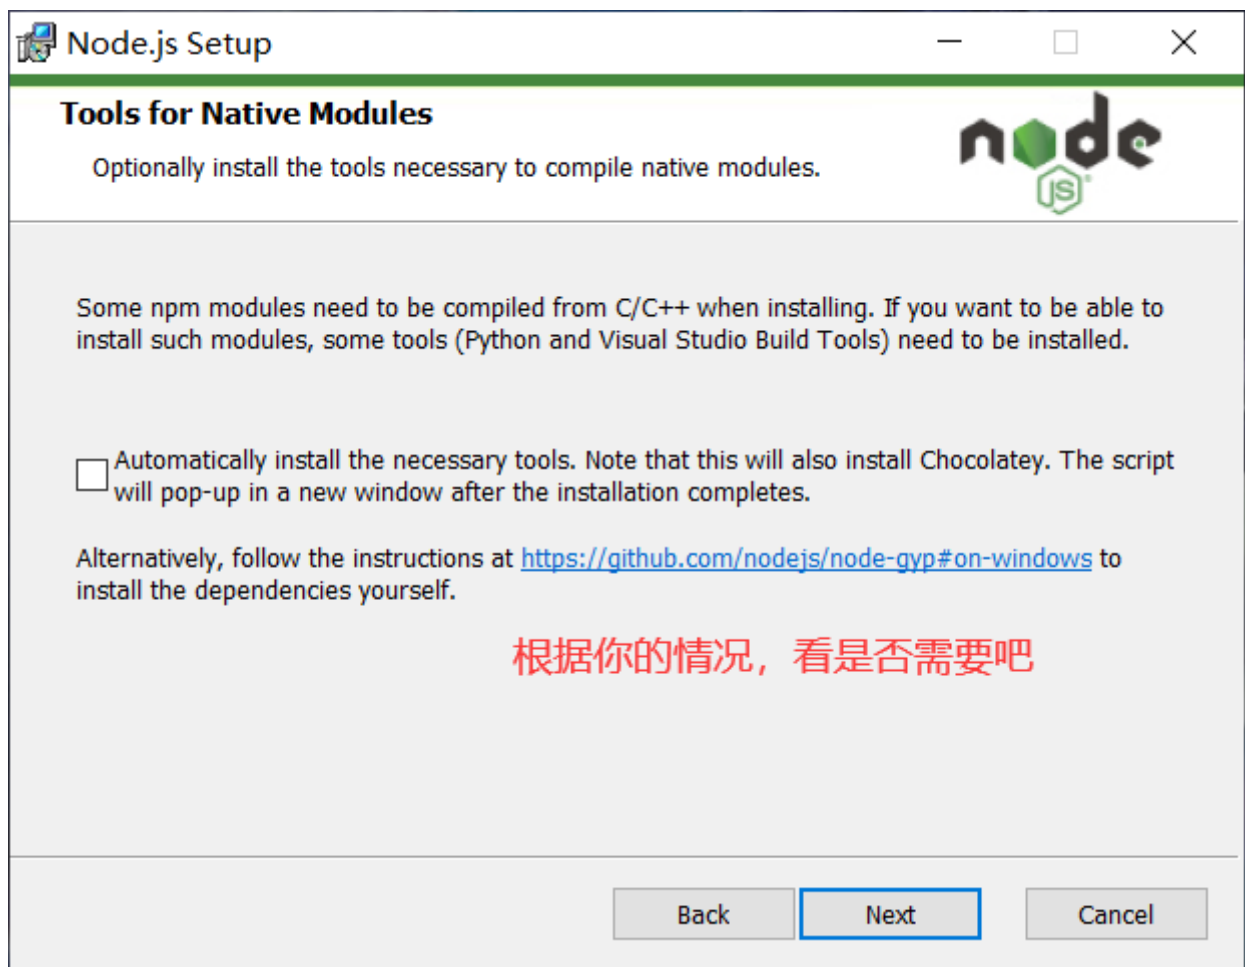 Node.js Setup
Tools for Native Modules
Optionally install the tools necessary to compile native modules.
node
JS
Some npm modules need to be compiled from C/C++ when installing. If you want to be able to
install such modules, some tools (Python and Visual Studio Build Tools) need to be installed.
Automatically install the necessary tools. Note that this will also install Chocolatey. The script
will pop-up in a new window after the installation completes.
Alternatively, follow the instructions at https://github.com/nodejs/node-gyp#on-windows to
install the dependencies yourself.
根据你的情况，看是否需要吧
Back Next Cancel